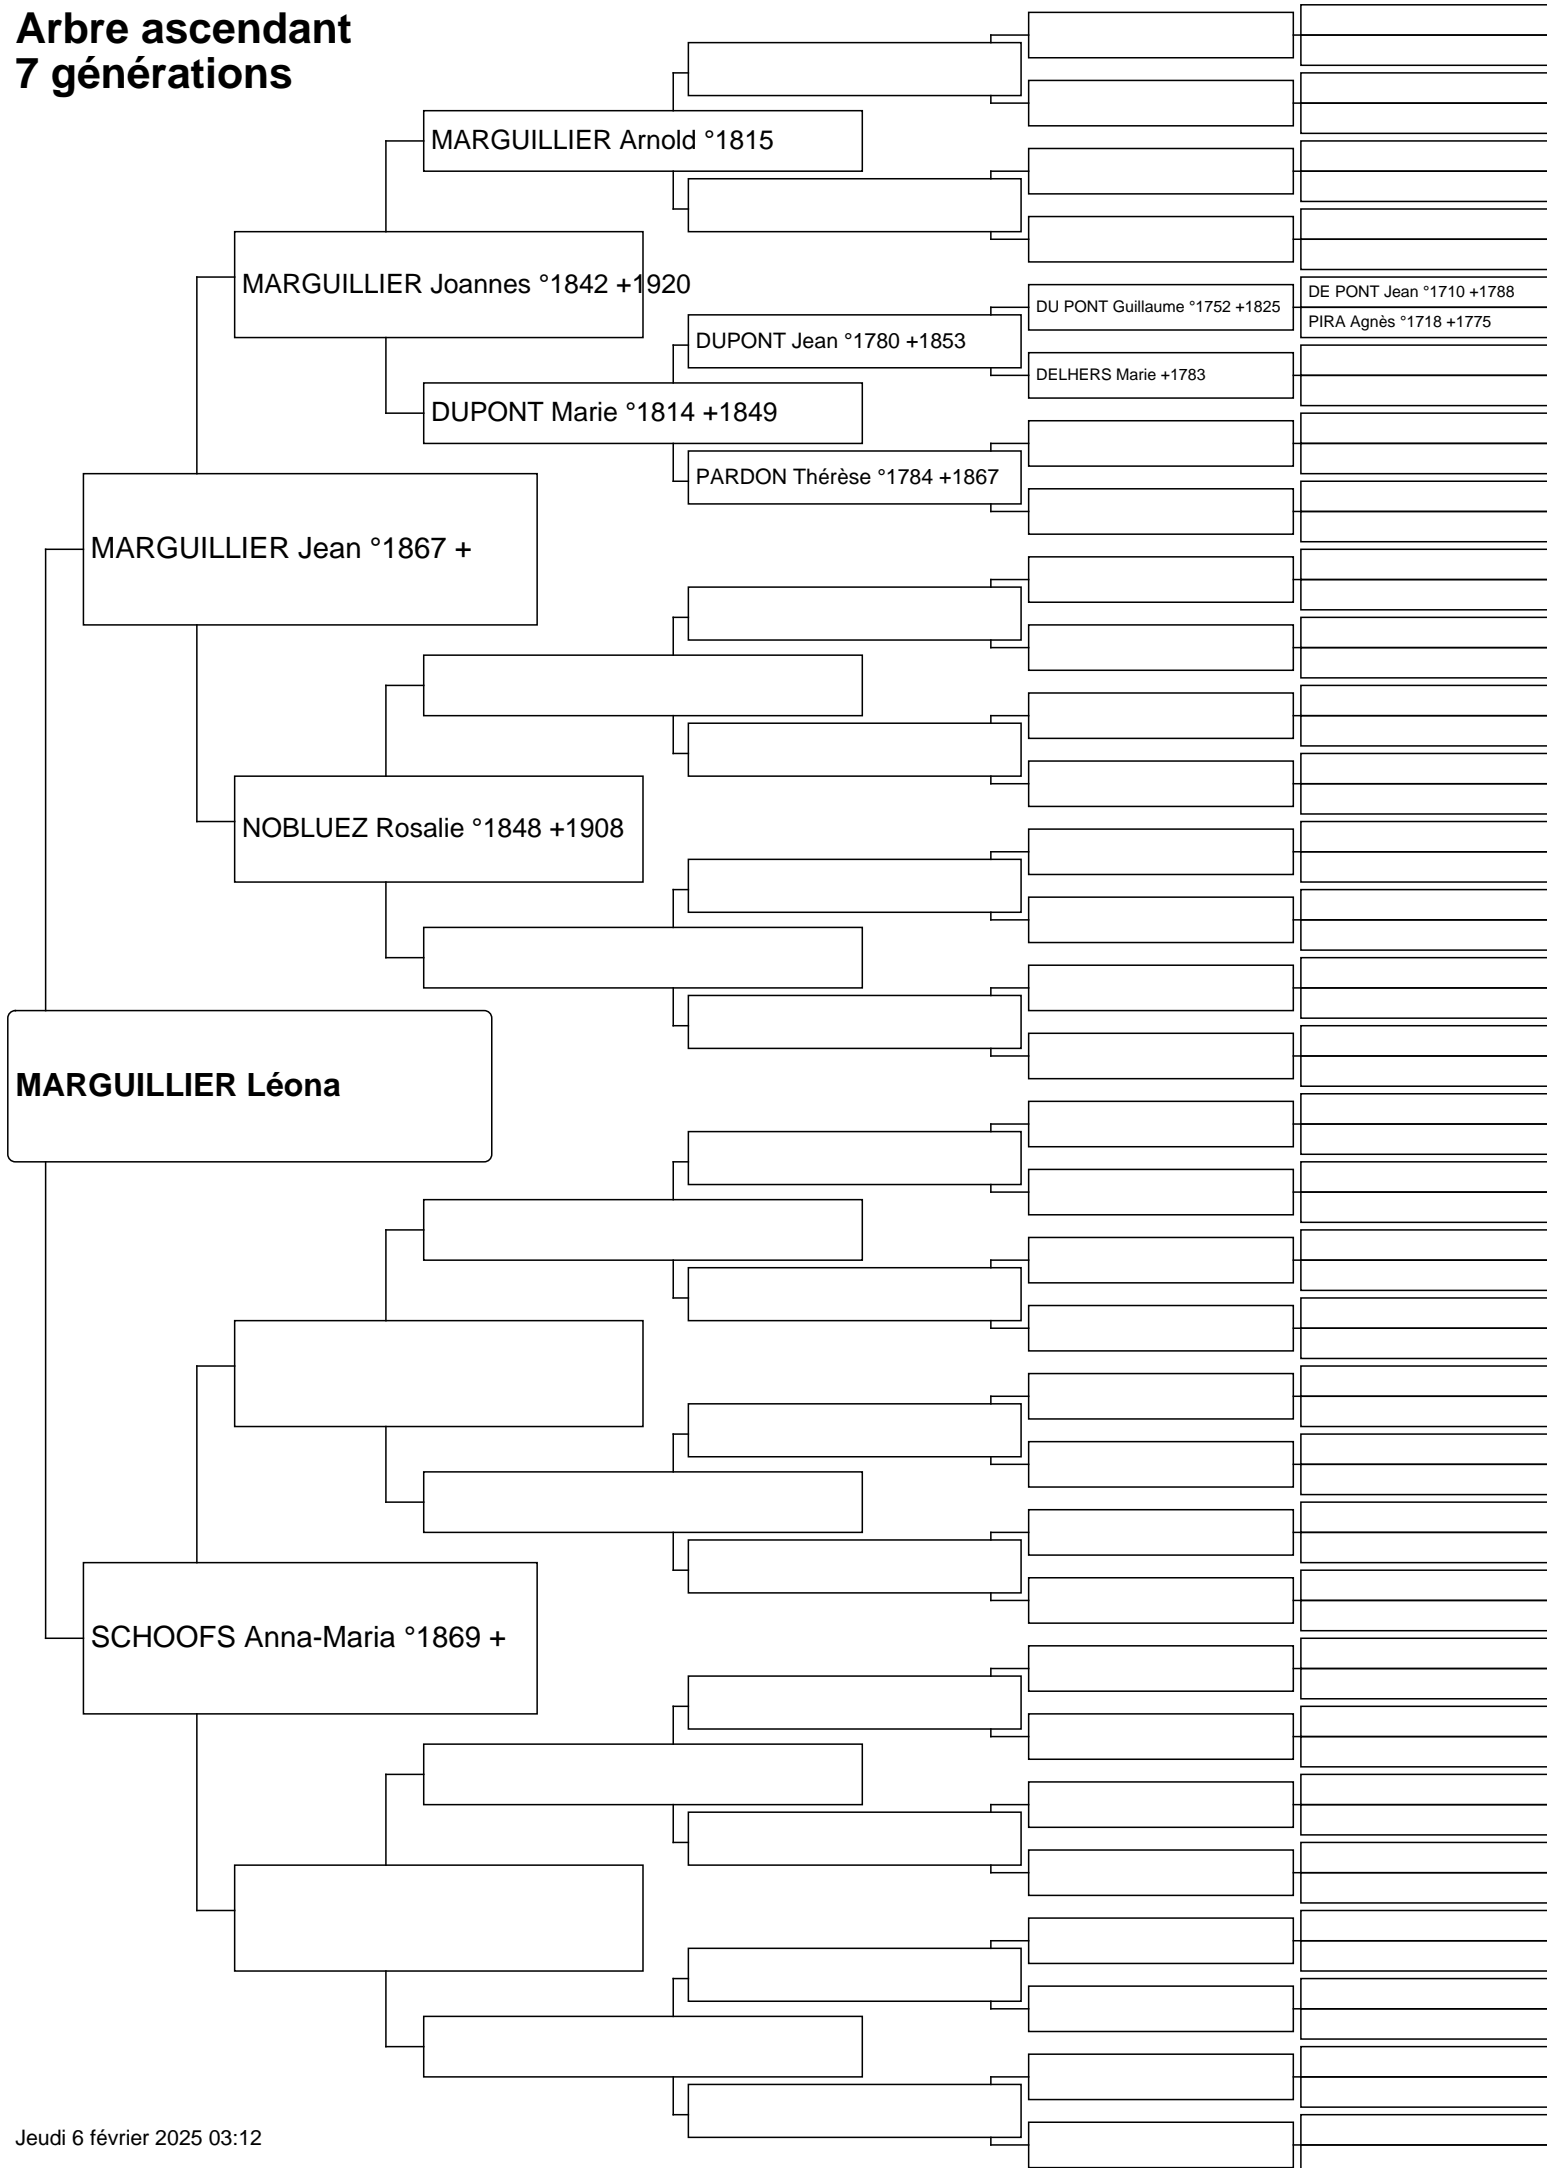 Arbre ascendant
7 générations
MARGUILLIER Arnold °1815
MARGUILLIER Joannes °1842 +1920
DE PONT Jean °1710 +1788
DU PONT Guillaume °1752 +1825
PIRA Agnès °1718 +1775
DUPONT Jean °1780 +1853
DELHERS Marie +1783
DUPONT Marie °1814 +1849
PARDON Thérèse °1784 +1867
MARGUILLIER Jean °1867 +
NOBLUEZ Rosalie °1848 +1908
MARGUILLIER Léona
SCHOOFS Anna-Maria °1869 +
Jeudi 6 février 2025 03:12